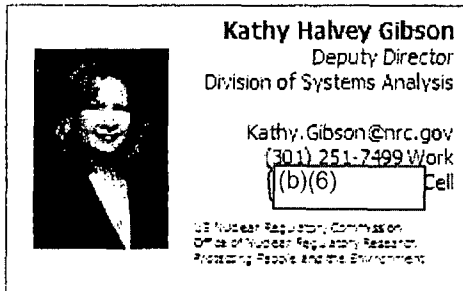 Kathy Halvey Gibson
Deputy Director
Division of Systems Analysis
Kathy.Gibson@nrc.gov
(301) 251-7499 Work
(b)(6) Cell
US Nuclear Regulatory Commission
Office of Nuclear Regulatory Research
Protecting People and the Environment